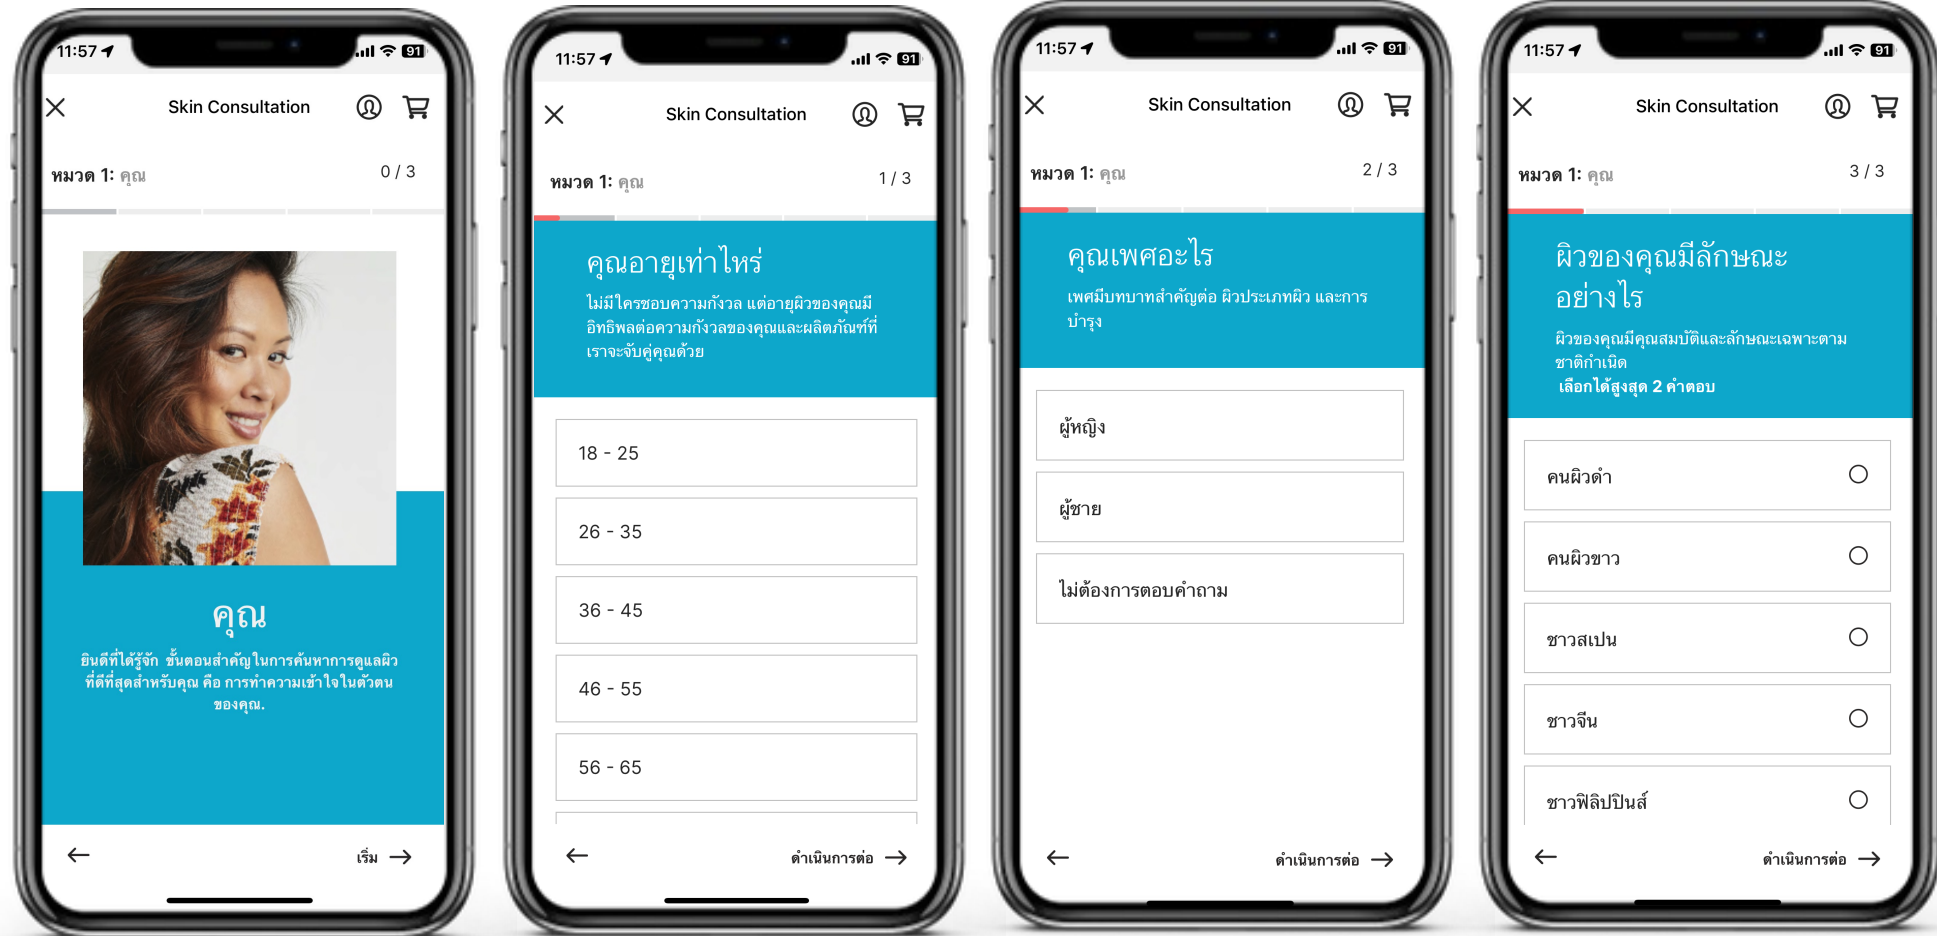 11:57
91
Skin Consultation
หมวด 1: คุณ
0 / 3
คุณ
ยินดีที่ได้รู้จัก ขั้นตอนสำคัญในการค้นหาการดูแลผิว
ที่ดีที่สุดสำหรับคุณ คือ การทำความเข้าใจในตัวตน
ของคุณ.
เริ่ม
11:57
91
Skin Consultation
หมวด 1: คุณ
1 / 3
คุณอายุเท่าไหร่
ไม่มีใครชอบความกังวล แต่อายุผิวของคุณมี
อิทธิพลต่อความกังวลของคุณและผลิตภัณฑ์ที่
เราจะจับคู่คุณด้วย
18 - 25
26 - 35
36 - 45
46 - 55
56 - 65
ดำเนินการต่อ
11:57
91
Skin Consultation
หมวด 1: คุณ
2 / 3
คุณเพศอะไร
เพศมีบทบาทสำคัญต่อ ผิวประเภทผิว และการ
บำรุง
ผู้หญิง
ผู้ชาย
ไม่ต้องการตอบคำถาม
ดำเนินการต่อ
11:57
91
Skin Consultation
หมวด 1: คุณ
3 / 3
ผิวของคุณมีลักษณะ
อย่างไร
ผิวของคุณมีคุณสมบัติและลักษณะเฉพาะตาม
ชาติกำเนิด
เลือกได้สูงสุด 2 คำตอบ
คนผิวดำ
คนผิวขาว
ชาวสเปน
ชาวจีน
ชาวฟิลิปปินส์
ดำเนินการต่อ